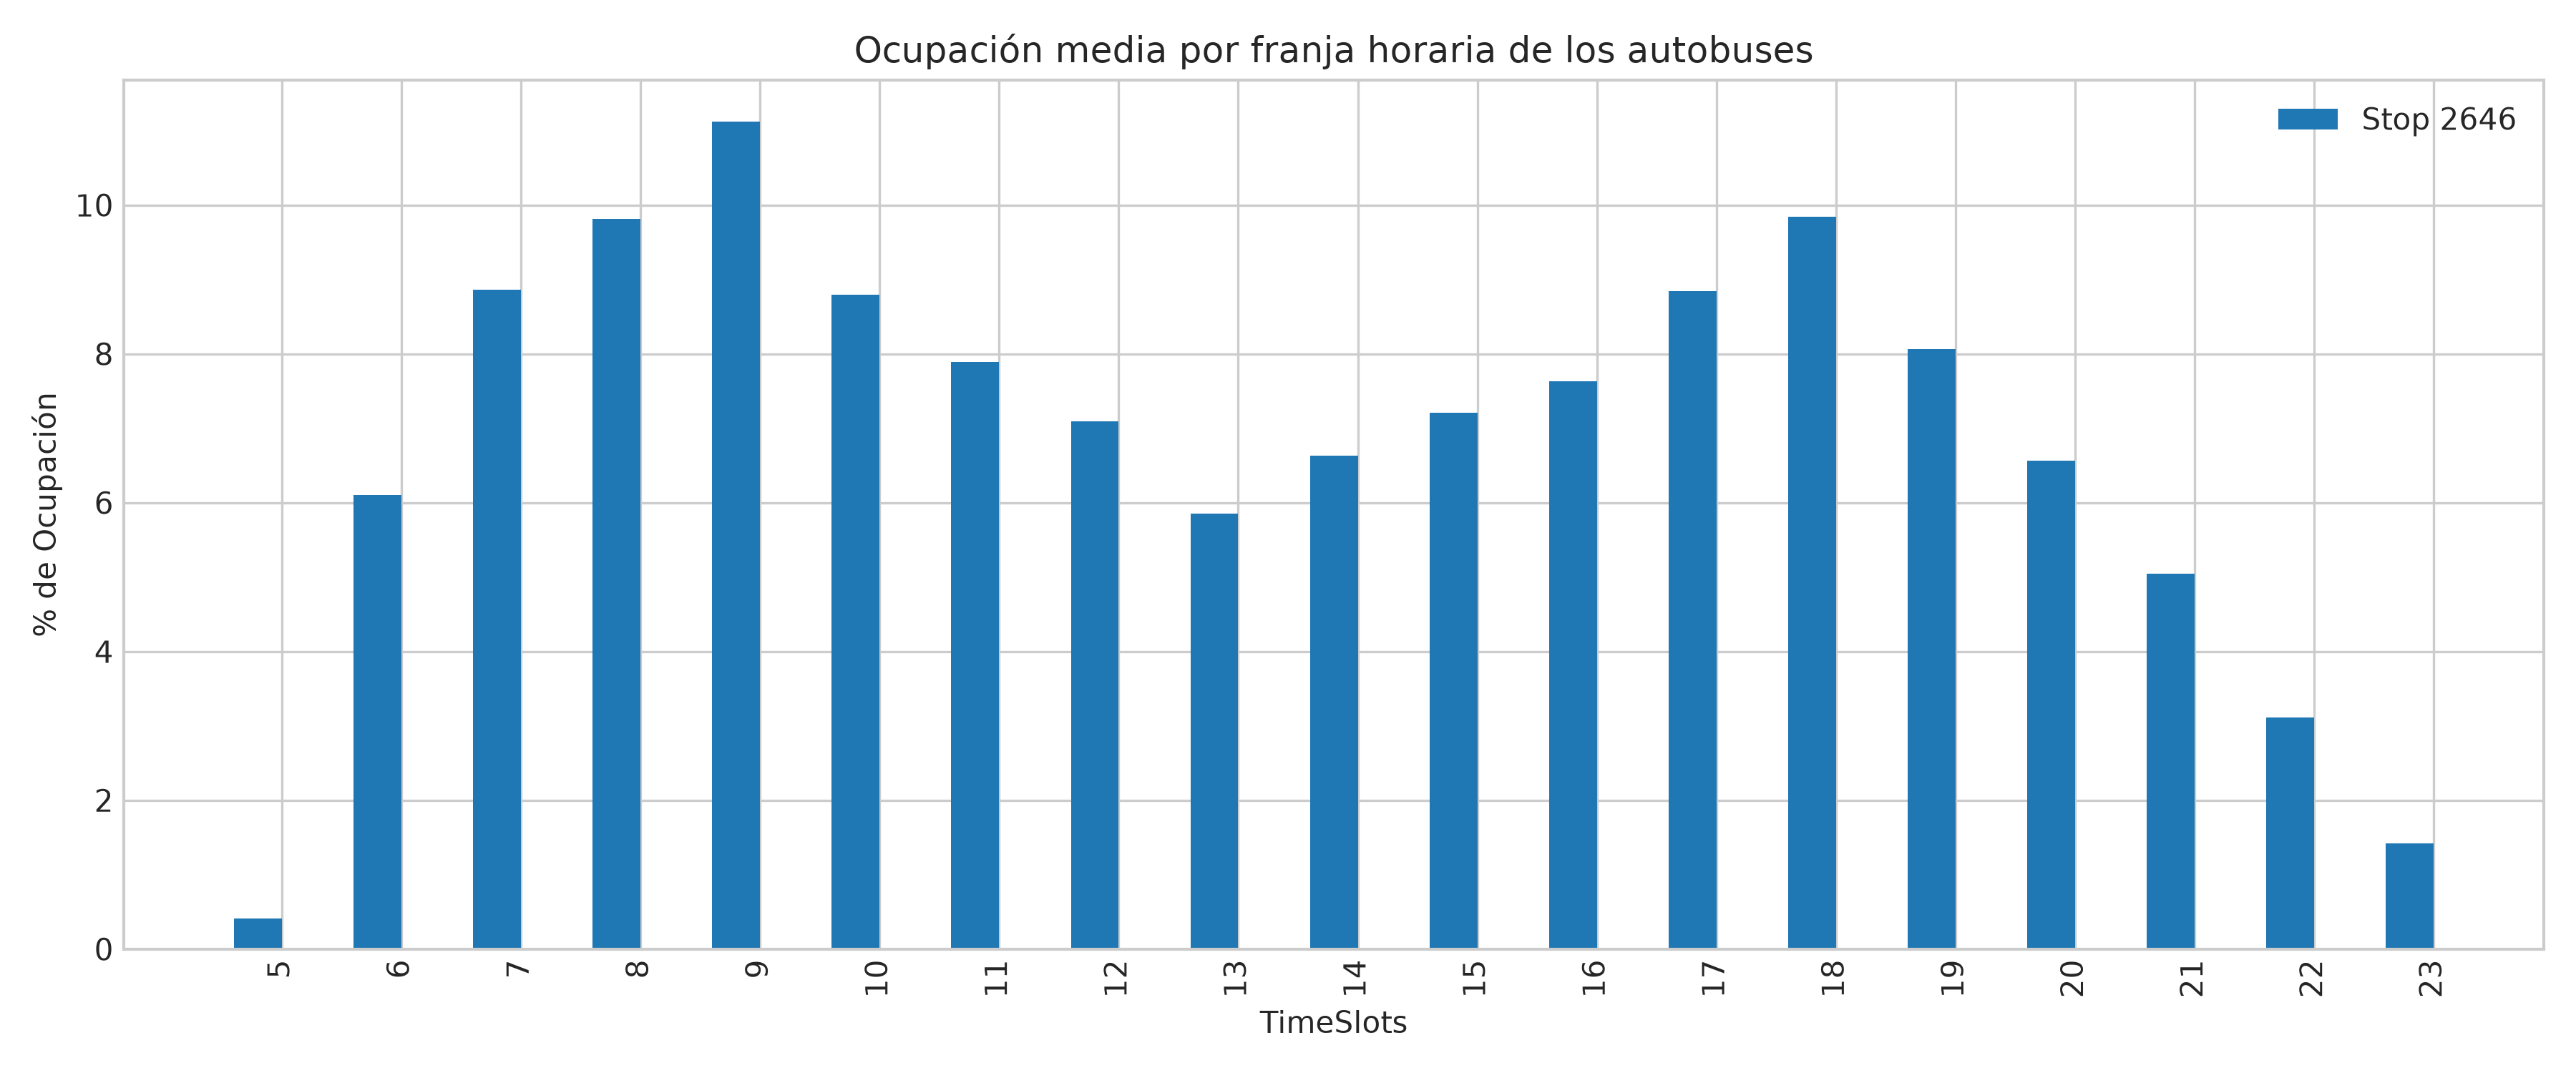 Ocupación media por franja horaria de los autobuses
Stop 2646
% de Ocupación
10
8
6
4
2
0
5 6 7 8 9 10 11 12 13 14 15 16 17 18 19 20 21 22 23
TimeSlots